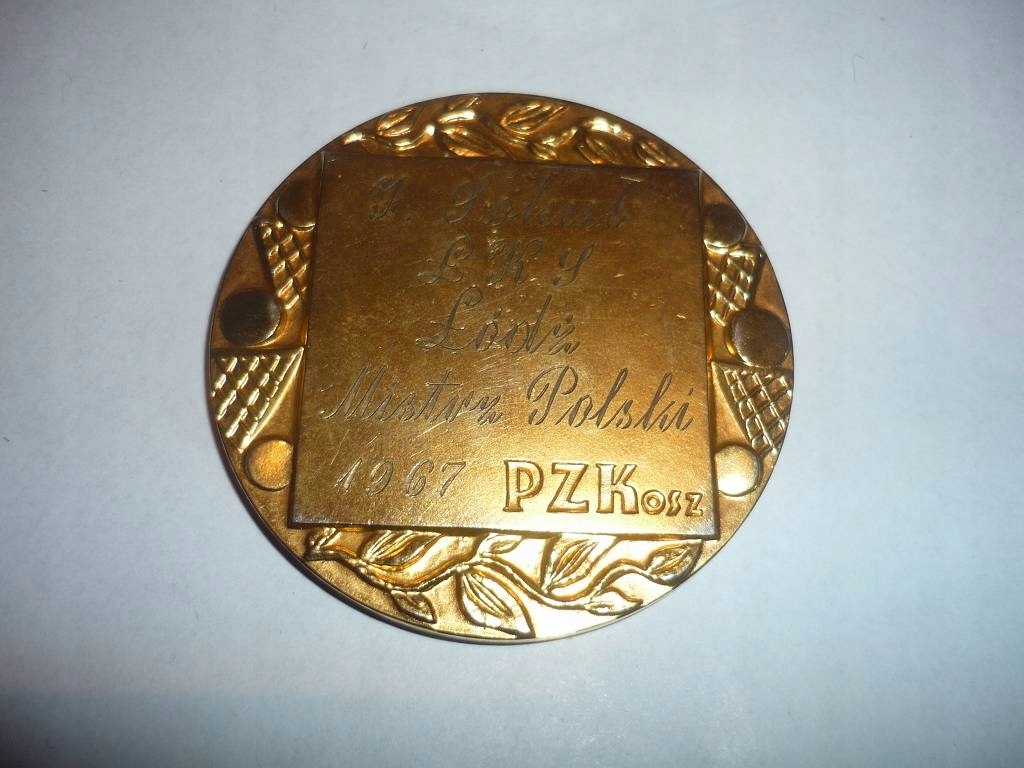 Ł K S
Łódź
Mistrz Polski
1967 PZKOSZ